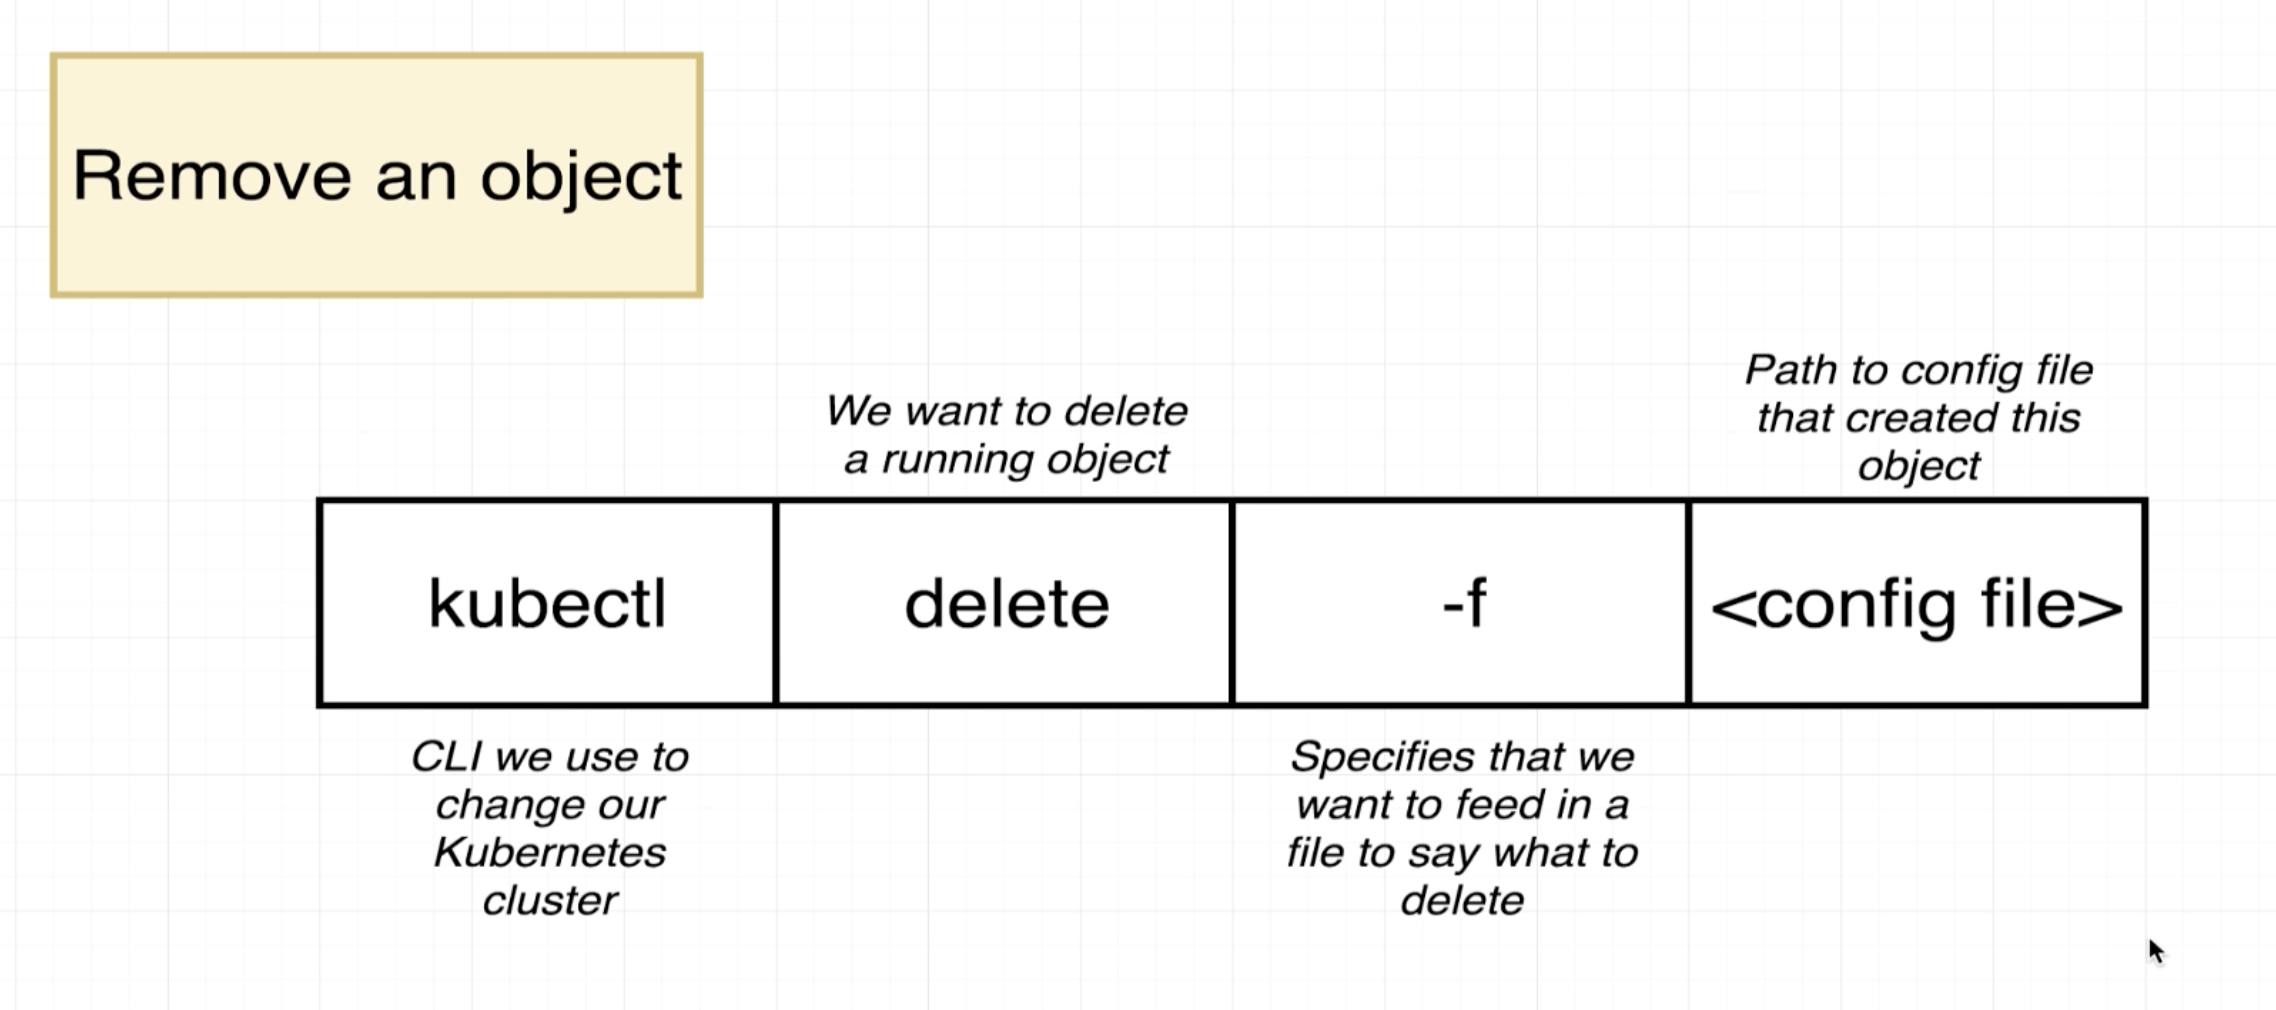 Remove an object
We want to delete
a running object
Path to config file
that created this
object
kubectl
delete
-f
<config file>
CLI we use to
change our
Kubernetes
cluster
Specifies that we
want to feed in a
file to say what to
delete